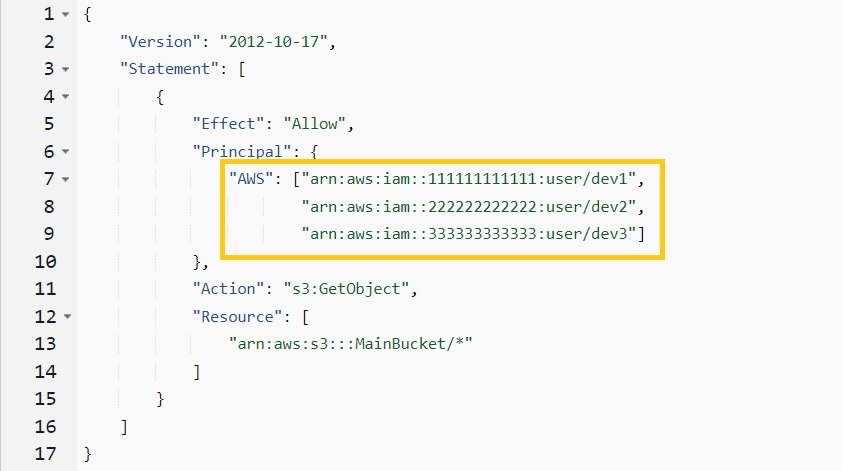 1 {
2 "Version": "2012-10-17",
3 "Statement": [
4 {
5 "Effect": "Allow",
6 "Principal": {
7 "AWS": ["arn:aws:iam::111111111111:user/dev1",
8 "arn:aws:iam::222222222222:user/dev2",
9 "arn:aws:iam::333333333333:user/dev3"]
10 },
11 "Action": "s3:GetObject",
12 "Resource": [
13 "arn:aws:s3:::MainBucket/*"
14 ]
15 }
16 ]
17 }